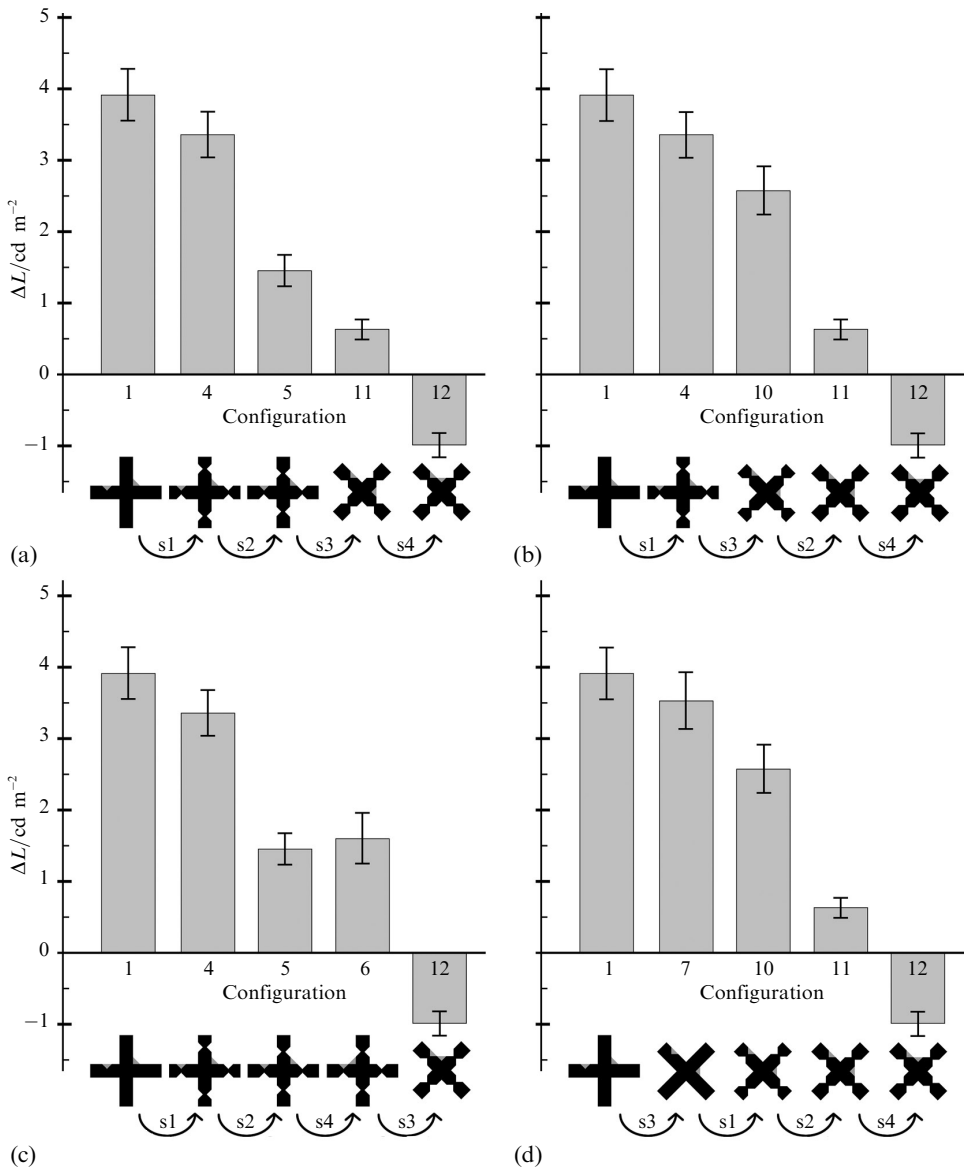 5
4
3
2
1
0
−1
ΔL/cd m−2
1 4 5 11 12
Configuration
s1 s2 s3 s4
(a)
1 4 10 11 12
Configuration
s1 s3 s2 s4
(b)
5
4
3
2
1
0
−1
ΔL/cd m−2
1 4 5 6 12
Configuration
s1 s2 s4 s3
(c)
1 7 10 11 12
Configuration
s3 s1 s2 s4
(d)